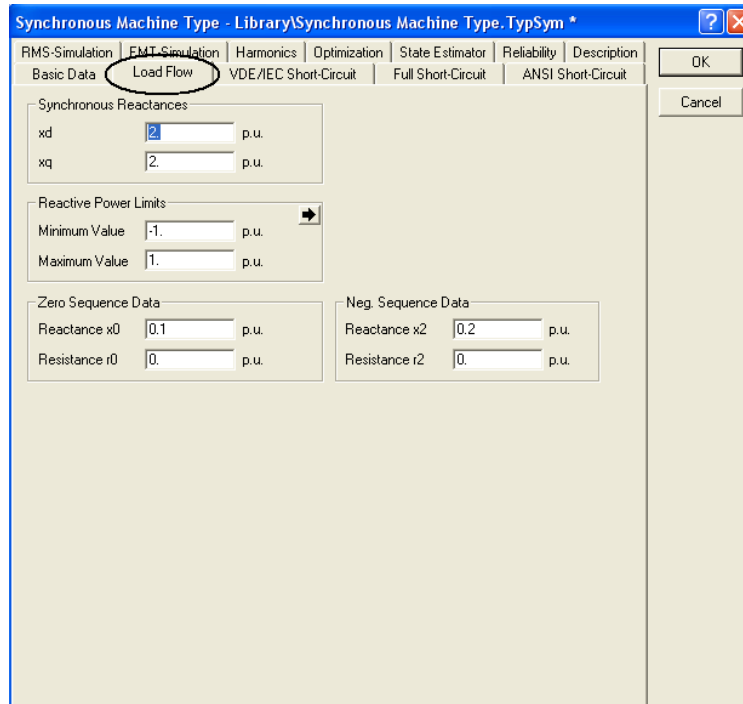 Synchronous Machine Type - Library\Synchronous Machine Type.TypSym *
RMS-Simulation EMT-Simulation Harmonics Optimization State Estimator Reliability Description
Basic Data Load Flow VDE/IEC Short-Circuit Full Short-Circuit ANSI Short-Circuit
OK
Cancel
Synchronous Reactances
xd 2. p.u.
xq 2. p.u.
Reactive Power Limits
Minimum Value -1. p.u.
Maximum Value 1. p.u.
Zero Sequence Data
Reactance x0 0.1 p.u.
Resistance r0 0. p.u.
Neg. Sequence Data
Reactance x2 0.2 p.u.
Resistance r2 0. p.u.